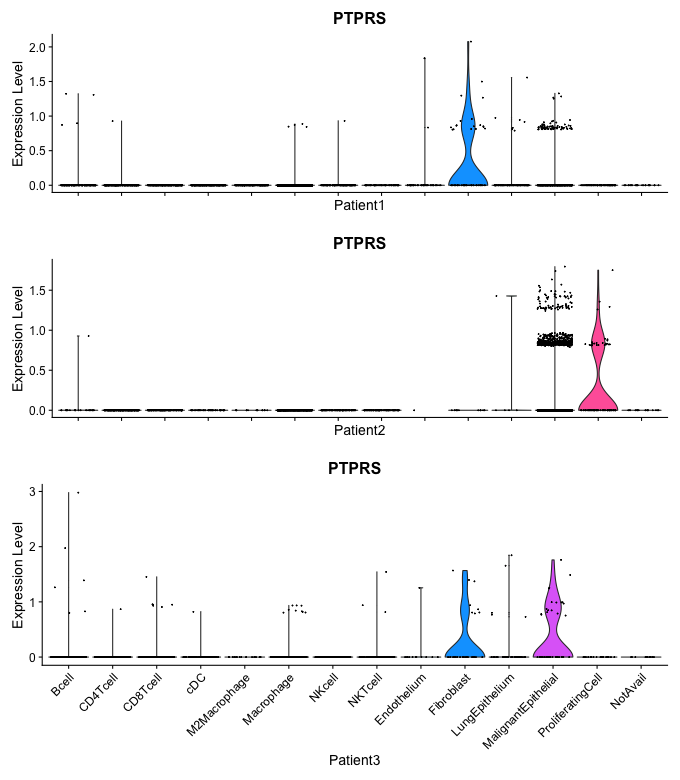 PTPRS
Expression Level
2.0
1.5
1.0
0.5
0.0
Patient1
PTPRS
Expression Level
1.5
1.0
0.5
0.0
Patient2
PTPRS
Expression Level
3
2
1
0
Bcell
CD4Tcell
CD8Tcell
cDC
M2Macrophage
Macrophage
NKcell
NKTcell
Endothelium
Fibroblast
LungEpithelium
MalignantEpithelial
ProliferatingCell
NotAvail
Patient3